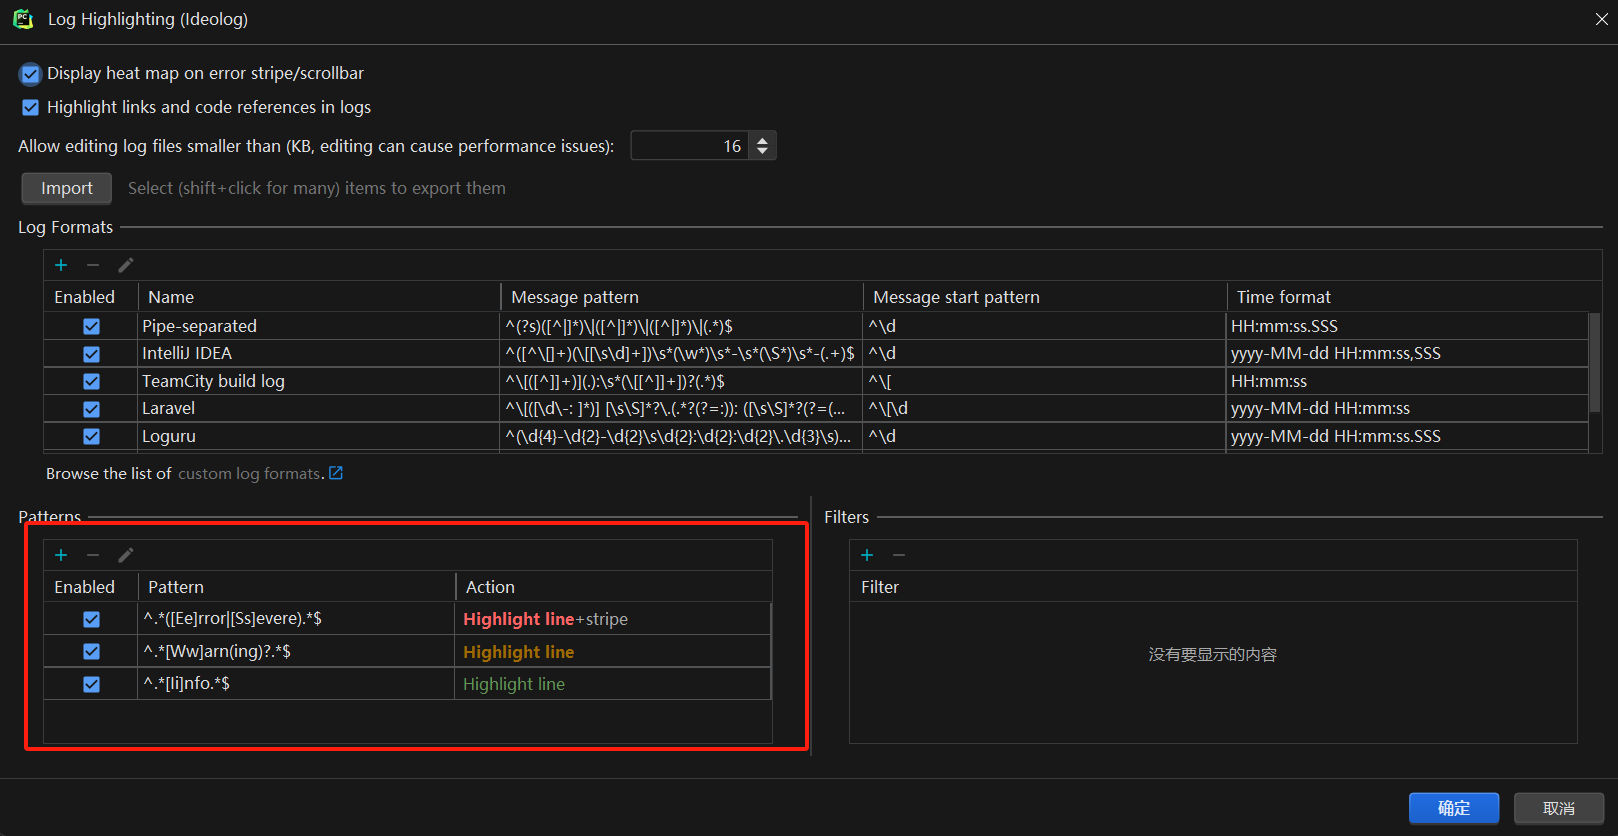 PC
Log Highlighting (Ideolog)
Display heat map on error stripe/scrollbar
Highlight links and code references in logs
Allow editing log files smaller than (KB, editing can cause performance issues): 16
Import Select (shift+click for many) items to export them
Log Formats
Enabled Name Message pattern Message start pattern Time format
Pipe-separated ^(?s)([^|]*)\|([^|]*)\|([^|]*)\|(.*)$ ^\d HH:mm:ss.SSS
IntelliJ IDEA ^([^\[]+)(\[[\s\d]+])\s*(\w*)\s*-\s*(\S*)\s*-(.+)$ ^\d yyyy-MM-dd HH:mm:ss,SSS
TeamCity build log ^\[([^]]+)](.):\s*(\[[^]]+])?(.*)$ ^\[ HH:mm:ss
Laravel ^\[([\d\-: ]*)] [\s\S]*?\.(.*?(?=:)): ([\s\S]*?(?=(... ^\[\d yyyy-MM-dd HH:mm:ss
Loguru ^(\d{4}-\d{2}-\d{2}\s\d{2}:\d{2}:\d{2}\.\d{3}\s)... ^\d yyyy-MM-dd HH:mm:ss.SSS
Browse the list of custom log formats.
Patterns
Enabled Pattern Action
^.*([Ee]rror|[Ss]evere).*$ Highlight line+stripe
^.*[Ww]arn(ing)?.*$ Highlight line
^.*[Ii]nfo.*$ Highlight line
Filters
Filter
没有要显示的内容
确定 取消